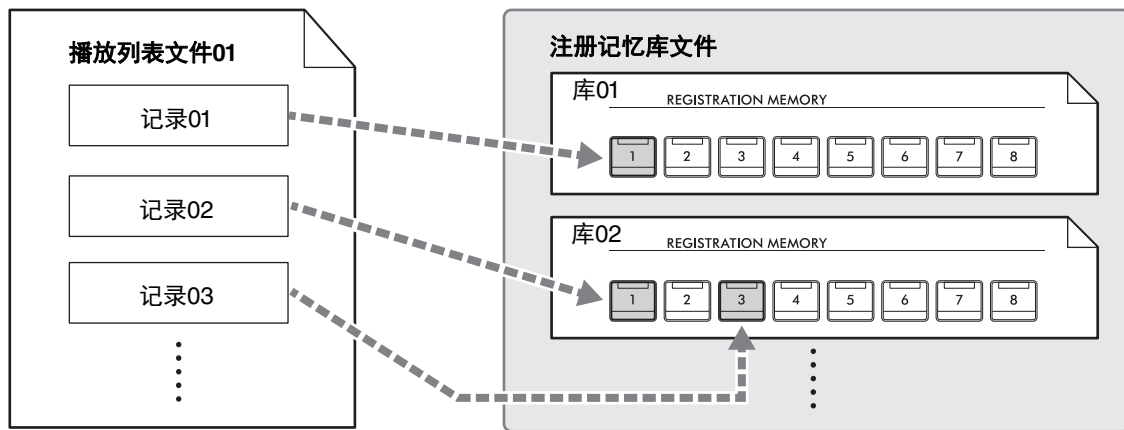 播放列表文件01
记录01
记录02
记录03
注册记忆库文件
库01
REGISTRATION MEMORY
1 2 3 4 5 6 7 8
库02
REGISTRATION MEMORY
1 2 3 4 5 6 7 8